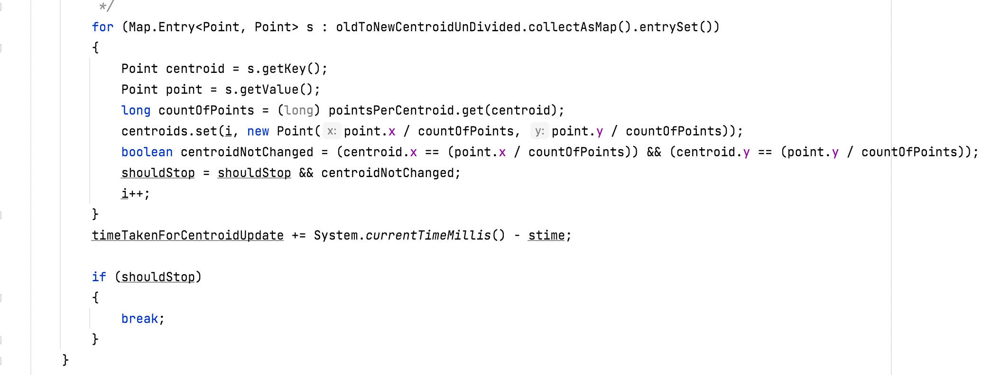 */
for (Map.Entry<Point, Point> s : oldToNewCentroidUnDivided.collectAsMap().entrySet())
{
Point centroid = s.getKey();
Point point = s.getValue();
long countOfPoints = (long) pointsPerCentroid.get(centroid);
centroids.set(i, new Point( x: point.x / countOfPoints, y: point.y / countOfPoints));
boolean centroidNotChanged = (centroid.x == (point.x / countOfPoints)) && (centroid.y == (point.y / countOfPoints));
shouldStop = shouldStop && centroidNotChanged;
i++;
}
timeTakenForCentroidUpdate += System.currentTimeMillis() - stime;
if (shouldStop)
{
break;
}
}